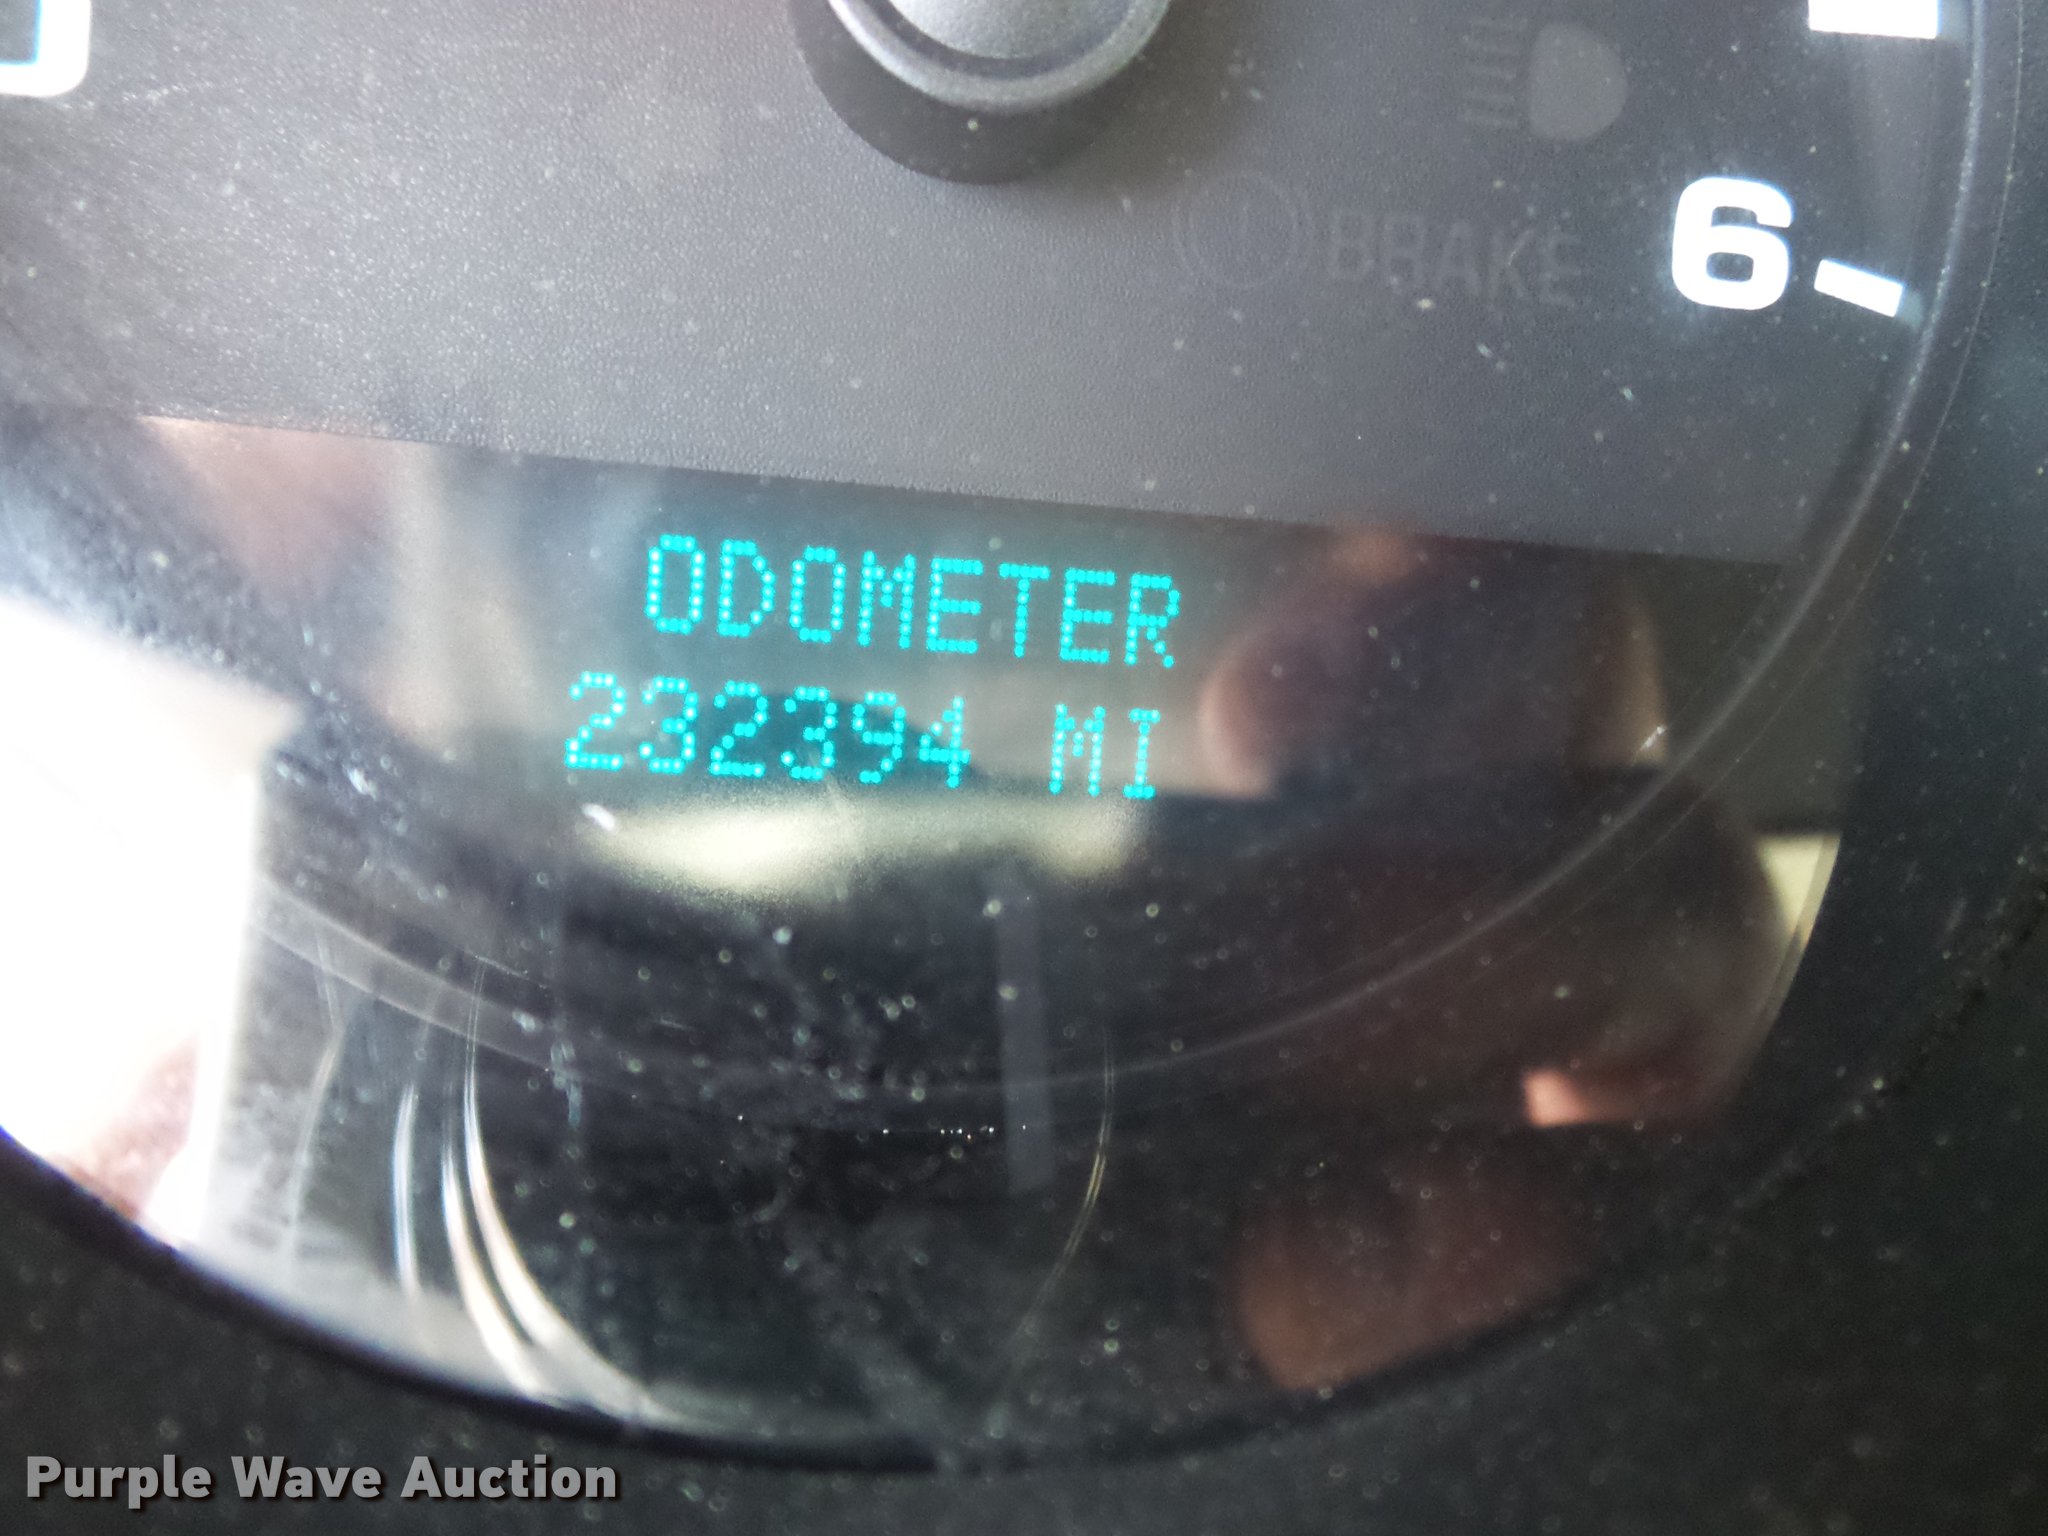 BRAKE
6
ODOMETER
232394 MI
Purple Wave Auction